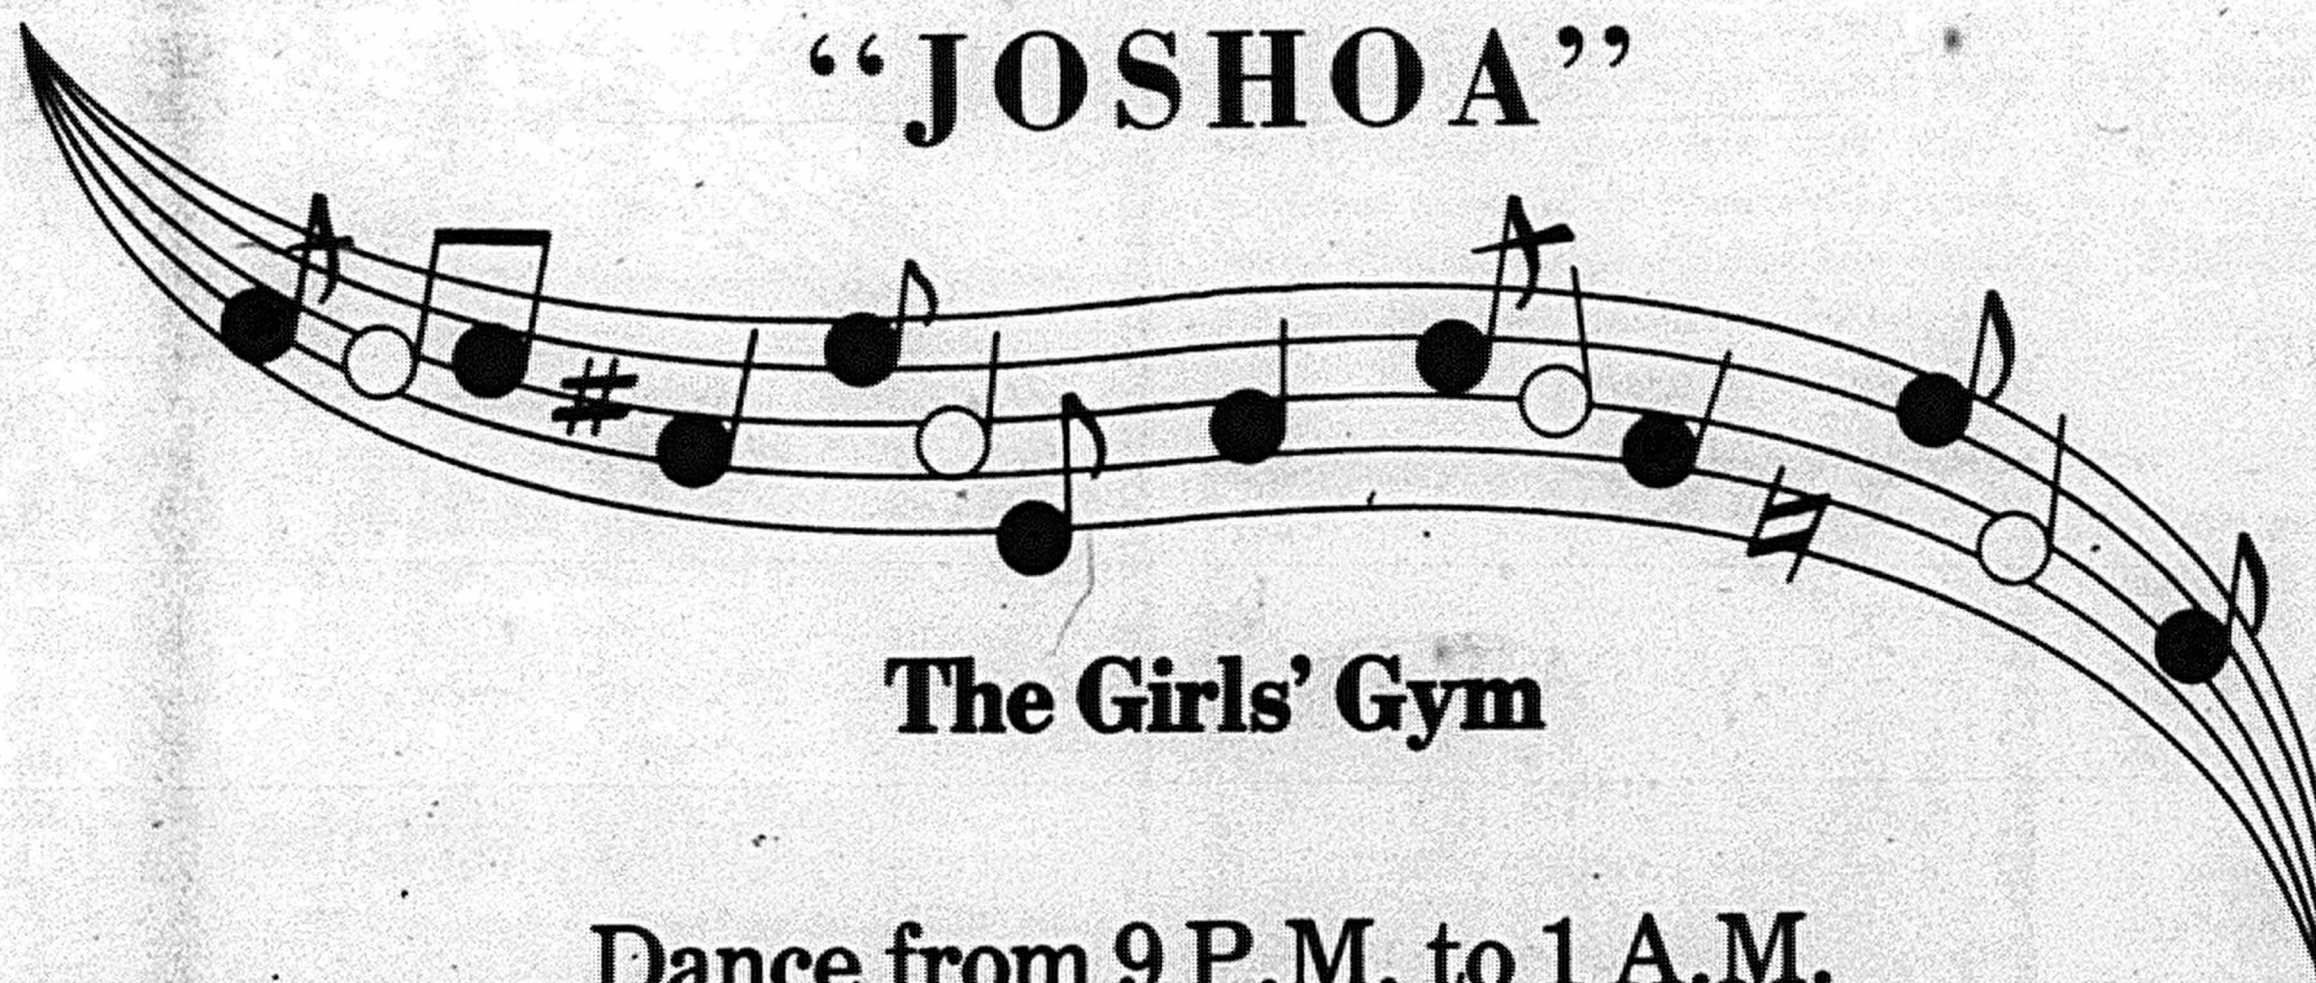 “JOSHOA”
The Girls’ Gym
Dance from 9 P.M. to 1 A.M.